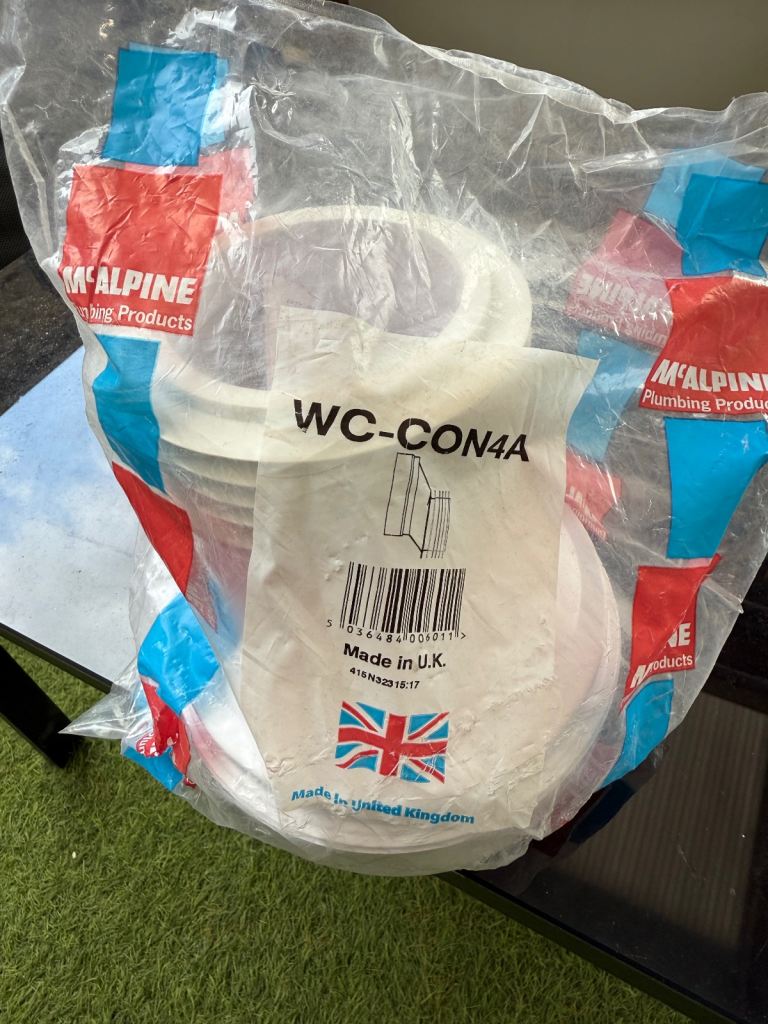 McALPINE
Plumbing Products
McALPINE
Plumbing Products
WC-CON4A
5 036484 006011 >
Made in U.K.
415N32315:17
Made in United Kingdom